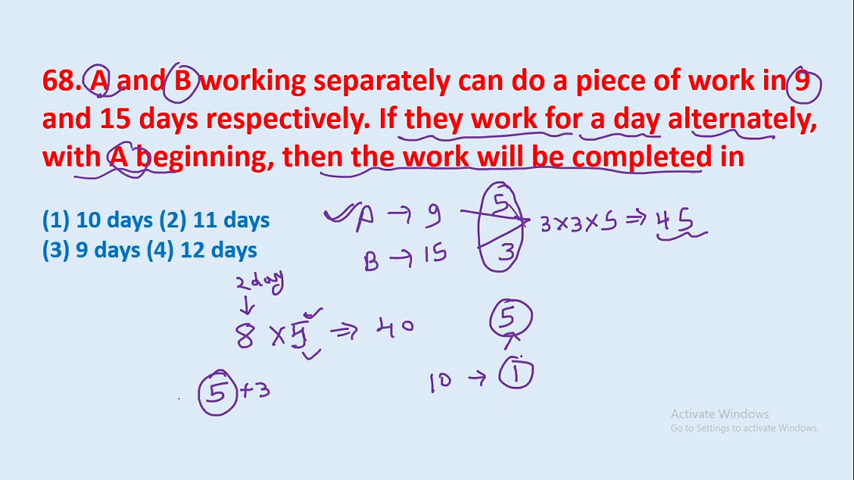 68. A and B working separately can do a piece of work in 9
and 15 days respectively. If they work for a day alternately,
with A beginning, then the work will be completed in
(1) 10 days (2) 11 days
(3) 9 days (4) 12 days
A → 9 5
3×3×5 ⇒ 45
B → 15 3
2 day
↓
8 × 5 ⇒ 40
5
10 → 1
5 + 3
Activate Windows
Go to Settings to activate Windows.